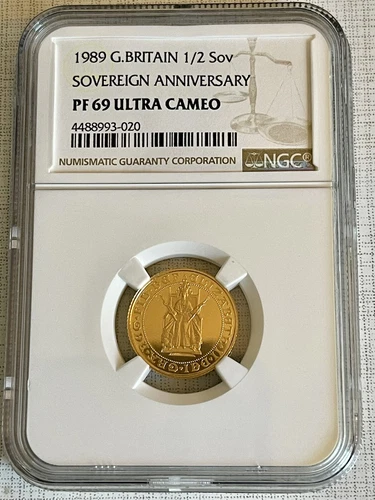 1989 G.BRITAIN 1/2 Sov
SOVEREIGN ANNIVERSARY
PF 69 ULTRA CAMEO
4488993-020
NUMISMATIC GUARANTY CORPORATION
NGC®